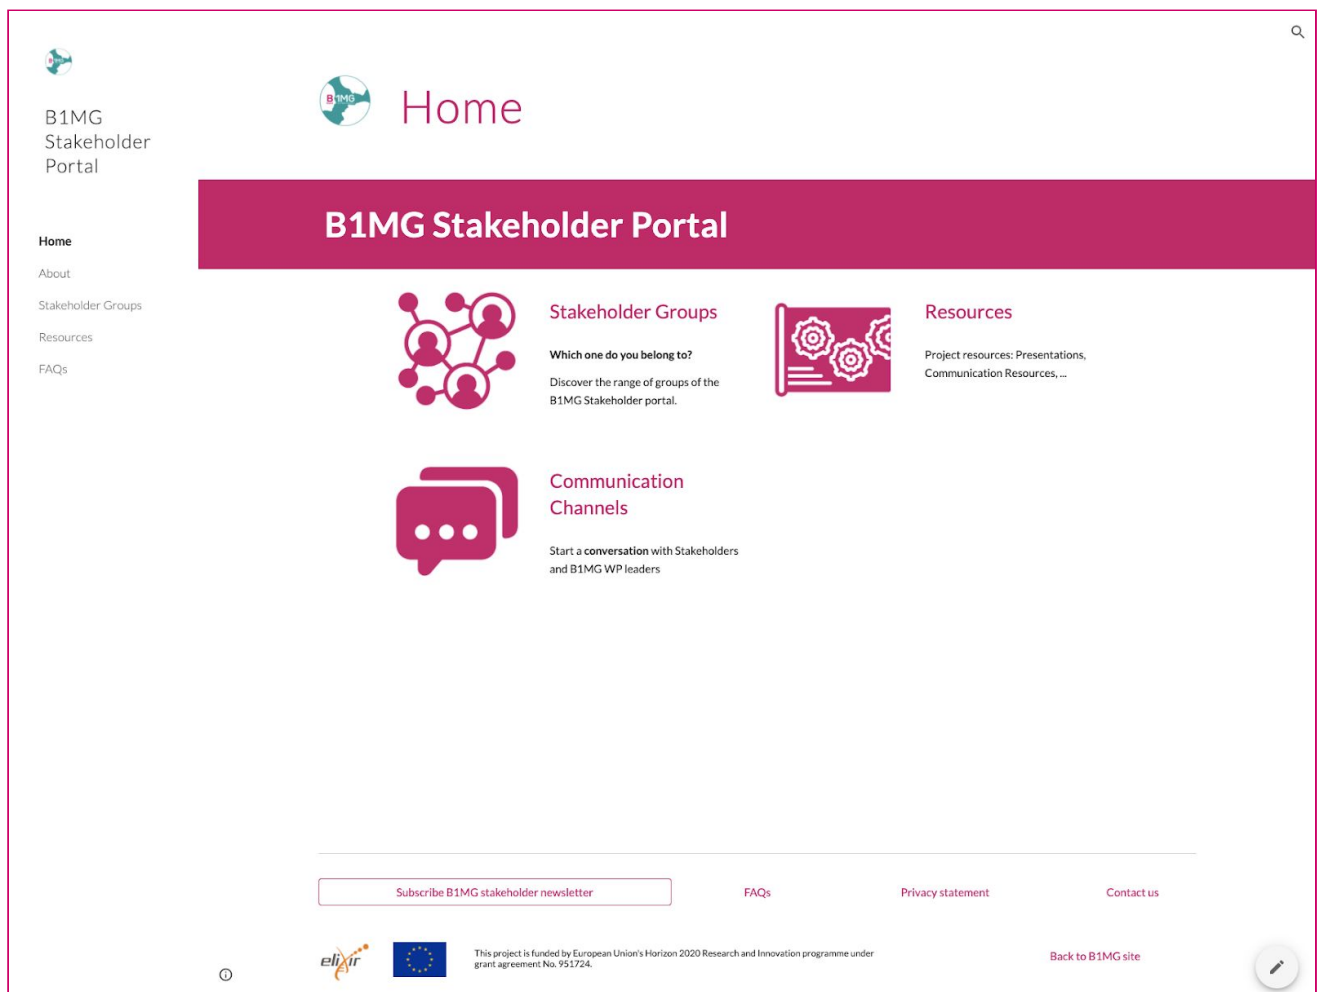 B1MG
Stakeholder
Portal
Home
About
Stakeholder Groups
Resources
FAQs
B1MG
Home
B1MG Stakeholder Portal
Stakeholder Groups
Which one do you belong to?
Discover the range of groups of the
B1MG Stakeholder portal.
Resources
Project resources: Presentations,
Communication Resources, ...
Communication
Channels
Start a conversation with Stakeholders
and B1MG WP leaders
Subscribe B1MG stakeholder newsletter
FAQs
Privacy statement
Contact us
elixir
This project is funded by European Union's Horizon 2020 Research and Innovation programme under
grant agreement No. 951724.
Back to B1MG site